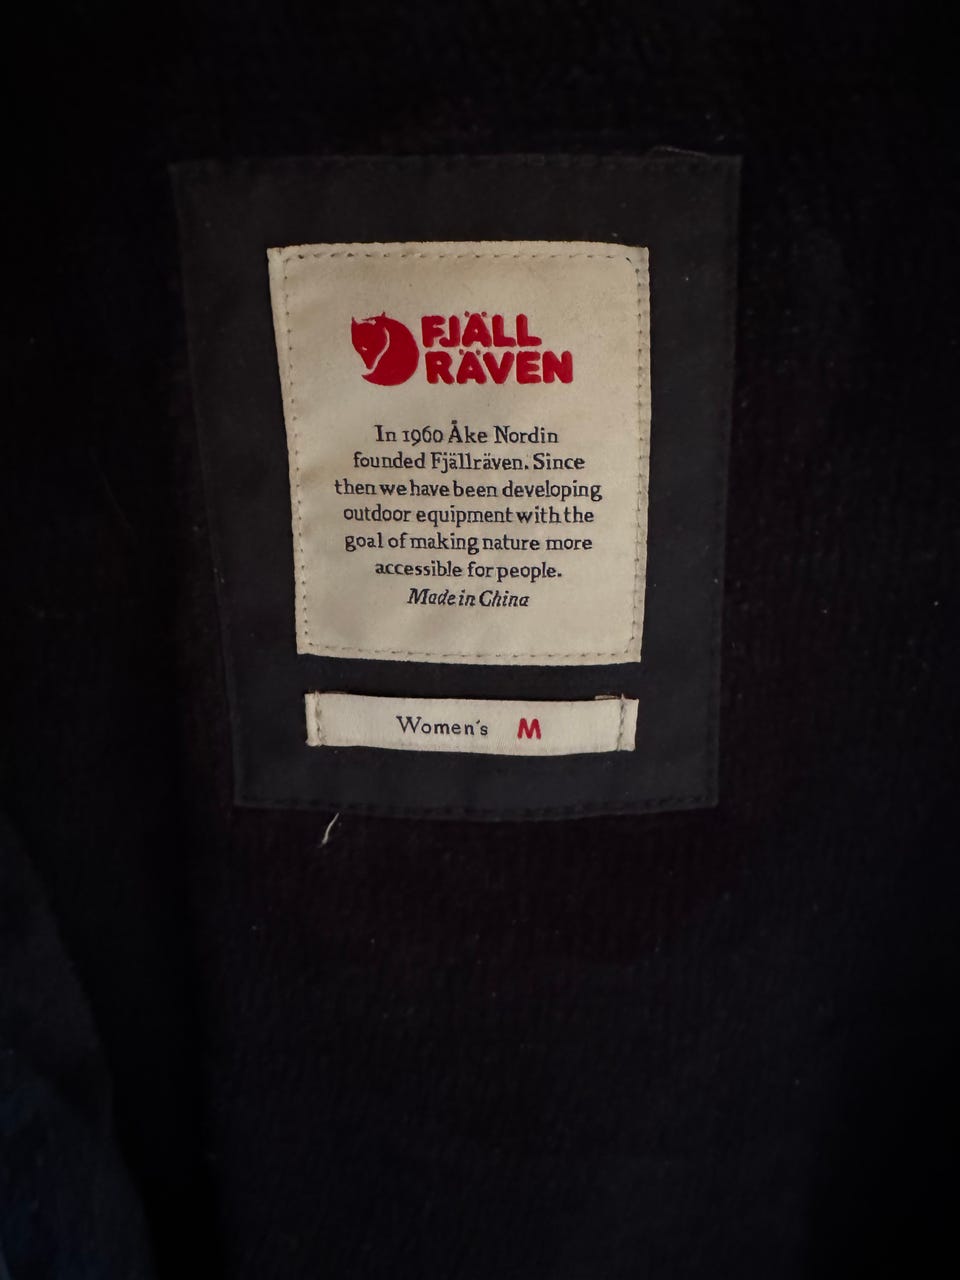 FJÄLL
RÄVEN
In 1960 Åke Nordin
founded Fjällräven. Since
then we have been developing
outdoor equipment with the
goal of making nature more
accessible for people.
Made in China
Women's M